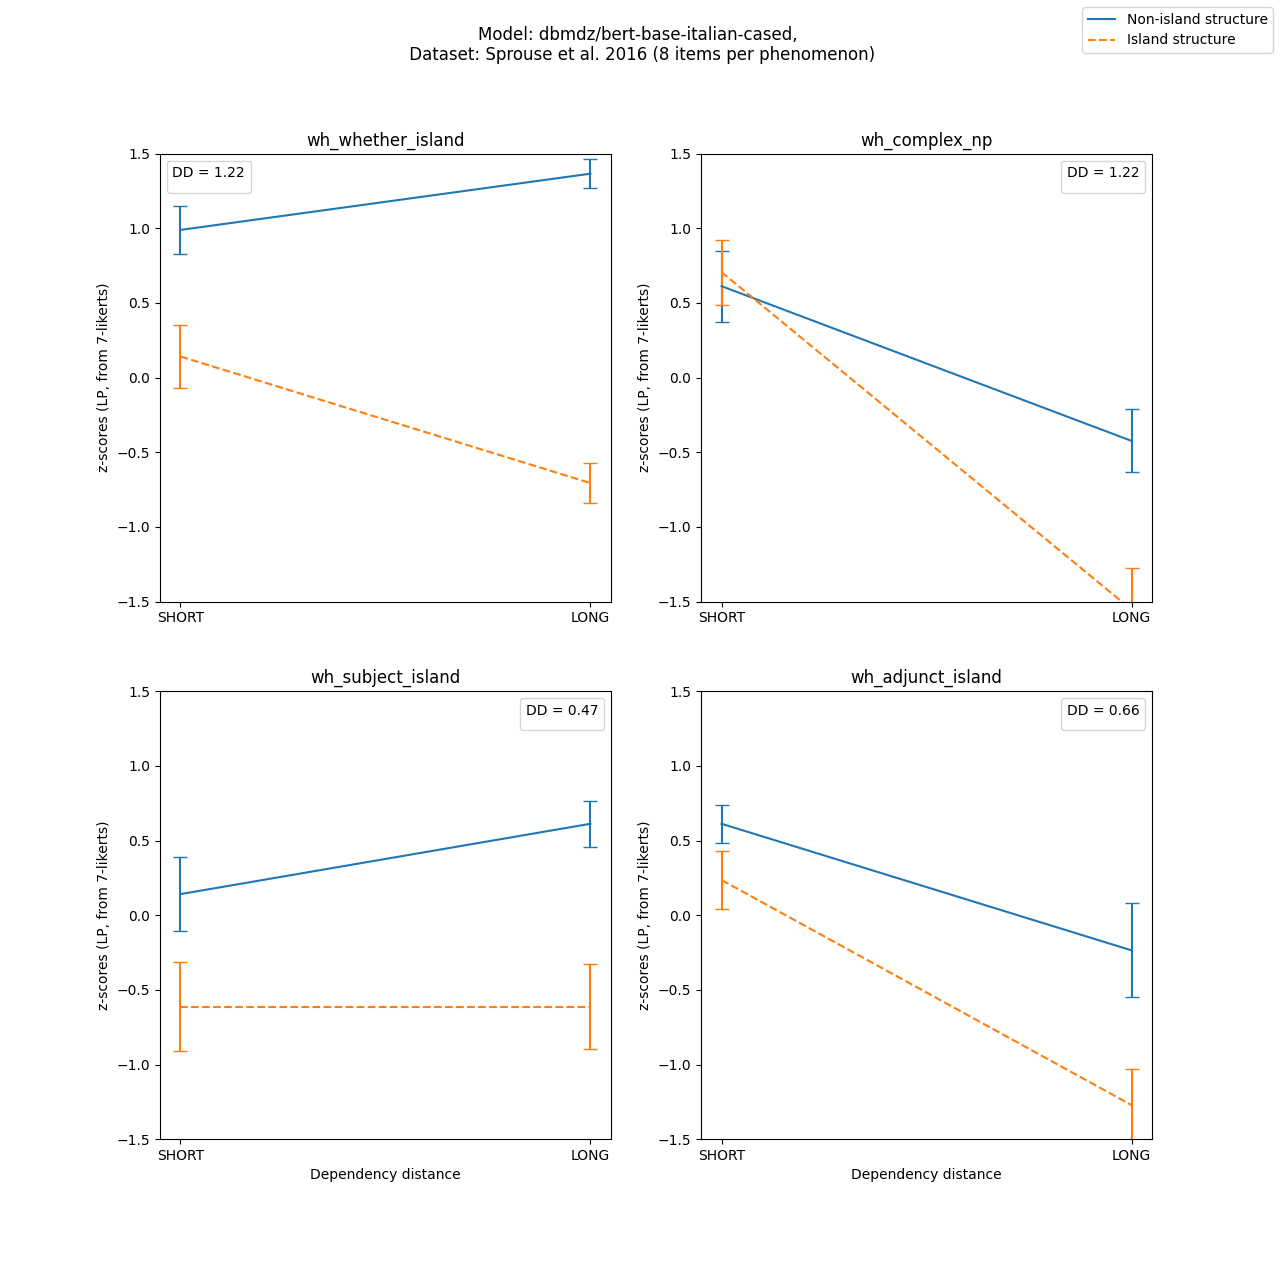 Model: dbmdz/bert-base-italian-cased,
Dataset: Sprouse et al. 2016 (8 items per phenomenon)
Non-island structure
Island structure
wh_whether_island
DD = 1.22
1.5
1.0
0.5
0.0
−0.5
−1.0
−1.5
z-scores (LP, from 7-likerts)
SHORT
LONG
wh_complex_np
DD = 1.22
1.5
1.0
0.5
0.0
−0.5
−1.0
−1.5
z-scores (LP, from 7-likerts)
SHORT
LONG
wh_subject_island
DD = 0.47
1.5
1.0
0.5
0.0
−0.5
−1.0
−1.5
z-scores (LP, from 7-likerts)
SHORT
LONG
Dependency distance
wh_adjunct_island
DD = 0.66
1.5
1.0
0.5
0.0
−0.5
−1.0
−1.5
z-scores (LP, from 7-likerts)
SHORT
LONG
Dependency distance